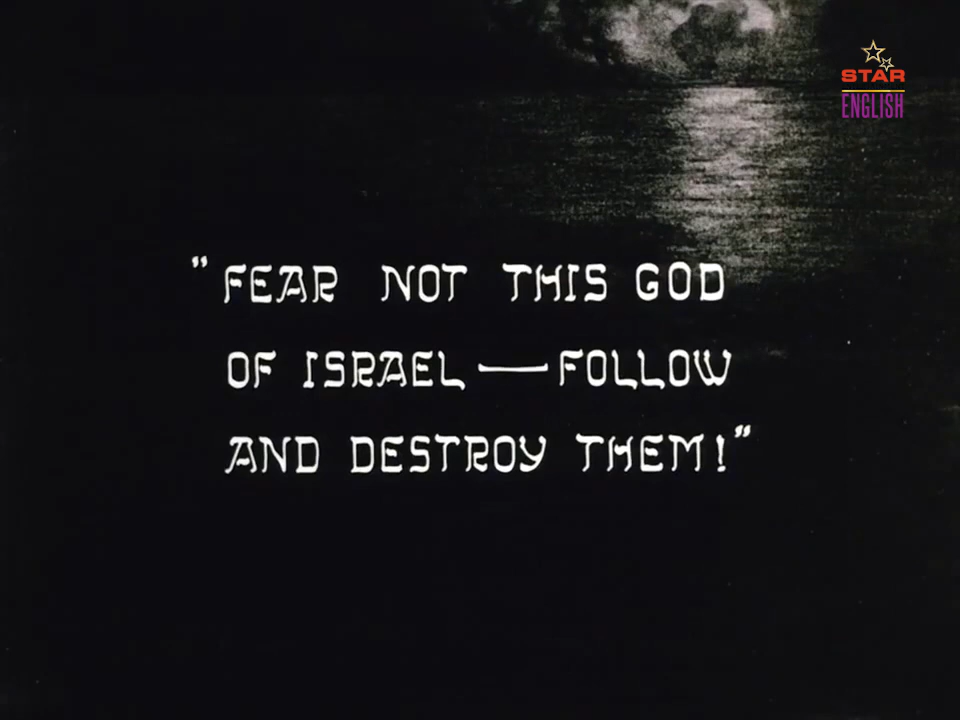 STAR
ENGLISH
"FEAR NOT THIS GOD
OF ISRAEL—FOLLOW
AND DESTROY THEM!"